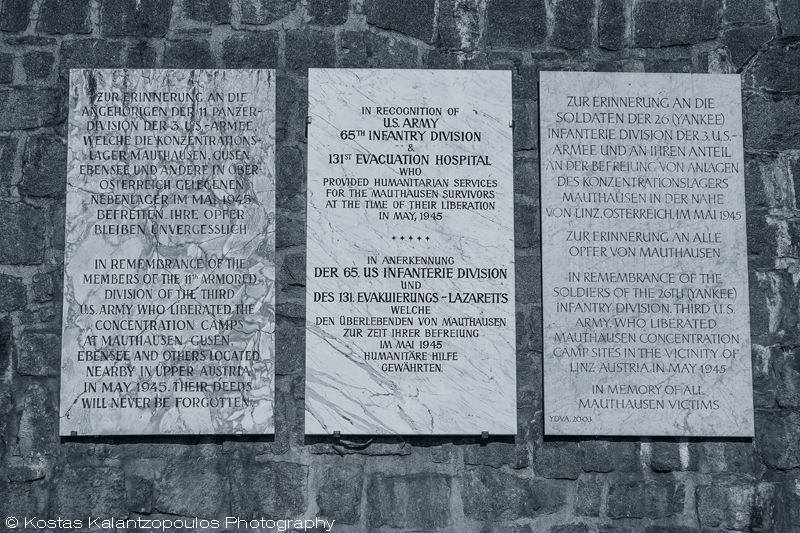 ZUR ERINNERUNG AN DIE
ANGEHÖRIGEN DER 11. PANZER-
DIVISION DER 3. U.S.-ARMEE,
WELCHE DIE KONZENTRATIONS-
LAGER MAUTHAUSEN, GUSEN,
EBENSEE UND ANDERE IN OBER-
ÖSTERREICH GELEGENEN
NEBENLAGER IM MAI 1945
BEFREITEN. IHRE OPFER
BLEIBEN UNVERGESSLICH.
IN REMEMBRANCE OF THE
MEMBERS OF THE 11TH ARMORED
DIVISION OF THE THIRD
U.S. ARMY WHO LIBERATED THE
CONCENTRATION CAMPS
AT MAUTHAUSEN, GUSEN,
EBENSEE AND OTHERS LOCATED
NEARBY IN UPPER AUSTRIA
IN MAY 1945. THEIR DEEDS
WILL NEVER BE FORGOTTEN.
IN RECOGNITION OF
U.S. ARMY
65TH INFANTRY DIVISION
&
131ST EVACUATION HOSPITAL
WHO
PROVIDED HUMANITARIAN SERVICES
FOR THE MAUTHAUSEN SURVIVORS
AT THE TIME OF THEIR LIBERATION
IN MAY, 1945
*****
IN ANERKENNUNG
DER 65. US INFANTERIE DIVISION
UND
DES 131. EVAKUIERUNGS-LAZARETTS
WELCHE
DEN ÜBERLEBENDEN VON MAUTHAUSEN
ZUR ZEIT IHRER BEFREIUNG
IM MAI 1945
HUMANITÄRE HILFE
GEWÄHRTEN.
ZUR ERINNERUNG AN DIE
SOLDATEN DER 26. (YANKEE)
INFANTERIE DIVISION DER 3. U.S.-
ARMEE UND AN IHREN ANTEIL
AN DER BEFREIUNG VON ANLAGEN
DES KONZENTRATIONSLAGERS
MAUTHAUSEN IN DER NÄHE
VON LINZ, ÖSTERREICH, IM MAI 1945
ZUR ERINNERUNG AN ALLE
OPFER VON MAUTHAUSEN
IN REMEMBRANCE OF THE
SOLDIERS OF THE 26TH (YANKEE)
INFANTRY DIVISION, THIRD U.S.
ARMY, WHO LIBERATED
MAUTHAUSEN CONCENTRATION
CAMP SITES IN THE VICINITY OF
LINZ, AUSTRIA, IN MAY 1945
IN MEMORY OF ALL
MAUTHAUSEN VICTIMS
YDVA, 2003
© Kostas Kalantzopoulos Photography